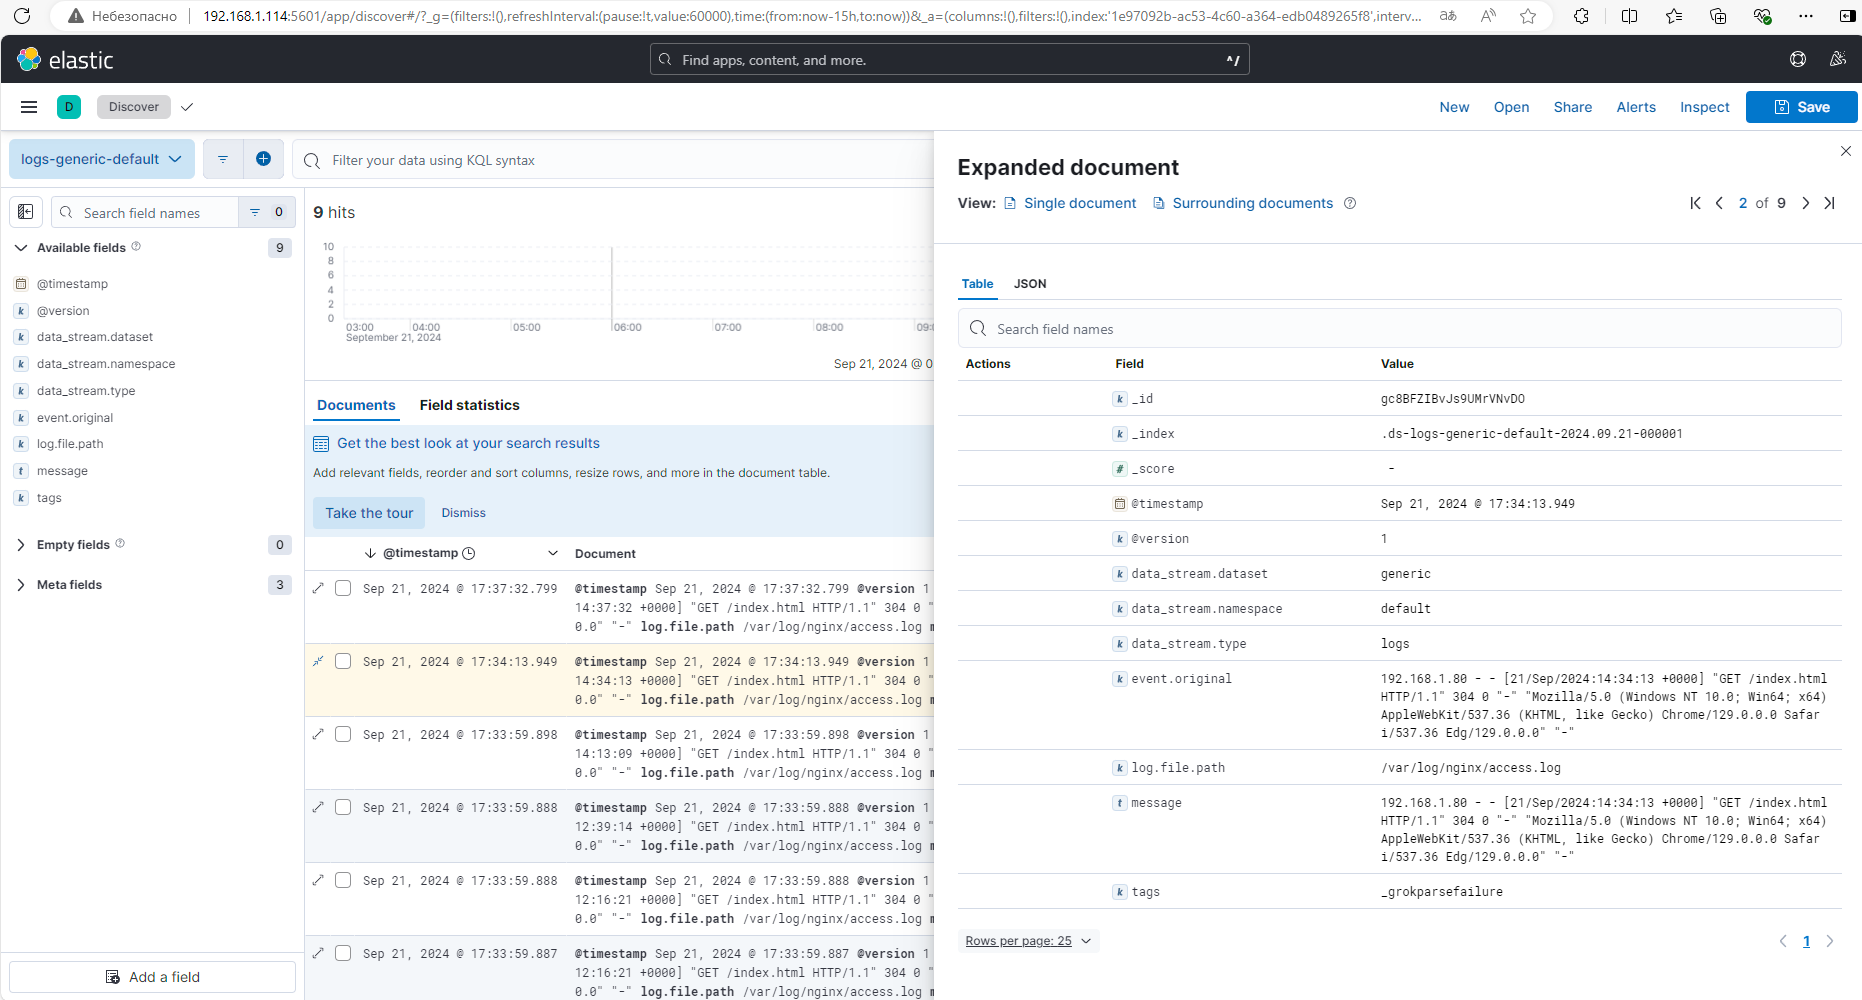 Небезопасно
192.168.1.114:5601/app/discover#/?_g=(filters:!(),refreshInterval:(pause:!t,value:60000),time:(from:now-15h,to:now))&_a=(columns:!(),filters:!(),index:'1e97092b-ac53-4c60-a364-edb0489265f8',interv...
elastic
Find apps, content, and more.
^/
D
Discover
New
Open
Share
Alerts
Inspect
Save
logs-generic-default
Filter your data using KQL syntax
Search field names
0
Available fields
9
@timestamp
@version
data_stream.dataset
data_stream.namespace
data_stream.type
event.original
log.file.path
message
tags
Empty fields
0
Meta fields
3
Add a field
9 hits
10
8
6
4
2
0
03:00
04:00
05:00
06:00
07:00
08:00
September 21, 2024
Sep 21, 2024 @ 0
Documents
Field statistics
Get the best look at your search results
Add relevant fields, reorder and sort columns, resize rows, and more in the document table.
Take the tour
Dismiss
@timestamp
Document
Sep 21, 2024 @ 17:37:32.799
@timestamp Sep 21, 2024 @ 17:37:32.799 @version 1
14:37:32 +0000] "GET /index.html HTTP/1.1" 304 0 "
0.0" "-" log.file.path /var/log/nginx/access.log m
Sep 21, 2024 @ 17:34:13.949
@timestamp Sep 21, 2024 @ 17:34:13.949 @version 1
14:34:13 +0000] "GET /index.html HTTP/1.1" 304 0 "
0.0" "-" log.file.path /var/log/nginx/access.log m
Sep 21, 2024 @ 17:33:59.898
@timestamp Sep 21, 2024 @ 17:33:59.898 @version 1
14:13:09 +0000] "GET /index.html HTTP/1.1" 304 0 "
0.0" "-" log.file.path /var/log/nginx/access.log m
Sep 21, 2024 @ 17:33:59.888
@timestamp Sep 21, 2024 @ 17:33:59.888 @version 1
12:39:14 +0000] "GET /index.html HTTP/1.1" 304 0 "
0.0" "-" log.file.path /var/log/nginx/access.log m
Sep 21, 2024 @ 17:33:59.888
@timestamp Sep 21, 2024 @ 17:33:59.888 @version 1
12:16:21 +0000] "GET /index.html HTTP/1.1" 304 0 "
0.0" "-" log.file.path /var/log/nginx/access.log m
Sep 21, 2024 @ 17:33:59.887
@timestamp Sep 21, 2024 @ 17:33:59.887 @version 1
12:16:21 +0000] "GET /index.html HTTP/1.1" 304 0 "
0.0" "-" log.file.path /var/log/nginx/access.log m
Expanded document
View: Single document Surrounding documents
2 of 9
Table
JSON
Search field names
Actions Field Value
_id gc8BFZIBvJs9UMrVNvDO
_index .ds-logs-generic-default-2024.09.21-000001
_score -
@timestamp Sep 21, 2024 @ 17:34:13.949
@version 1
data_stream.dataset generic
data_stream.namespace default
data_stream.type logs
event.original 192.168.1.80 - - [21/Sep/2024:14:34:13 +0000] "GET /index.html
HTTP/1.1" 304 0 "-" "Mozilla/5.0 (Windows NT 10.0; Win64; x64)
AppleWebKit/537.36 (KHTML, like Gecko) Chrome/129.0.0.0 Safar
i/537.36 Edg/129.0.0.0" "-"
log.file.path /var/log/nginx/access.log
message 192.168.1.80 - - [21/Sep/2024:14:34:13 +0000] "GET /index.html
HTTP/1.1" 304 0 "-" "Mozilla/5.0 (Windows NT 10.0; Win64; x64)
AppleWebKit/537.36 (KHTML, like Gecko) Chrome/129.0.0.0 Safar
i/537.36 Edg/129.0.0.0" "-"
tags _grokparsefailure
Rows per page: 25
1